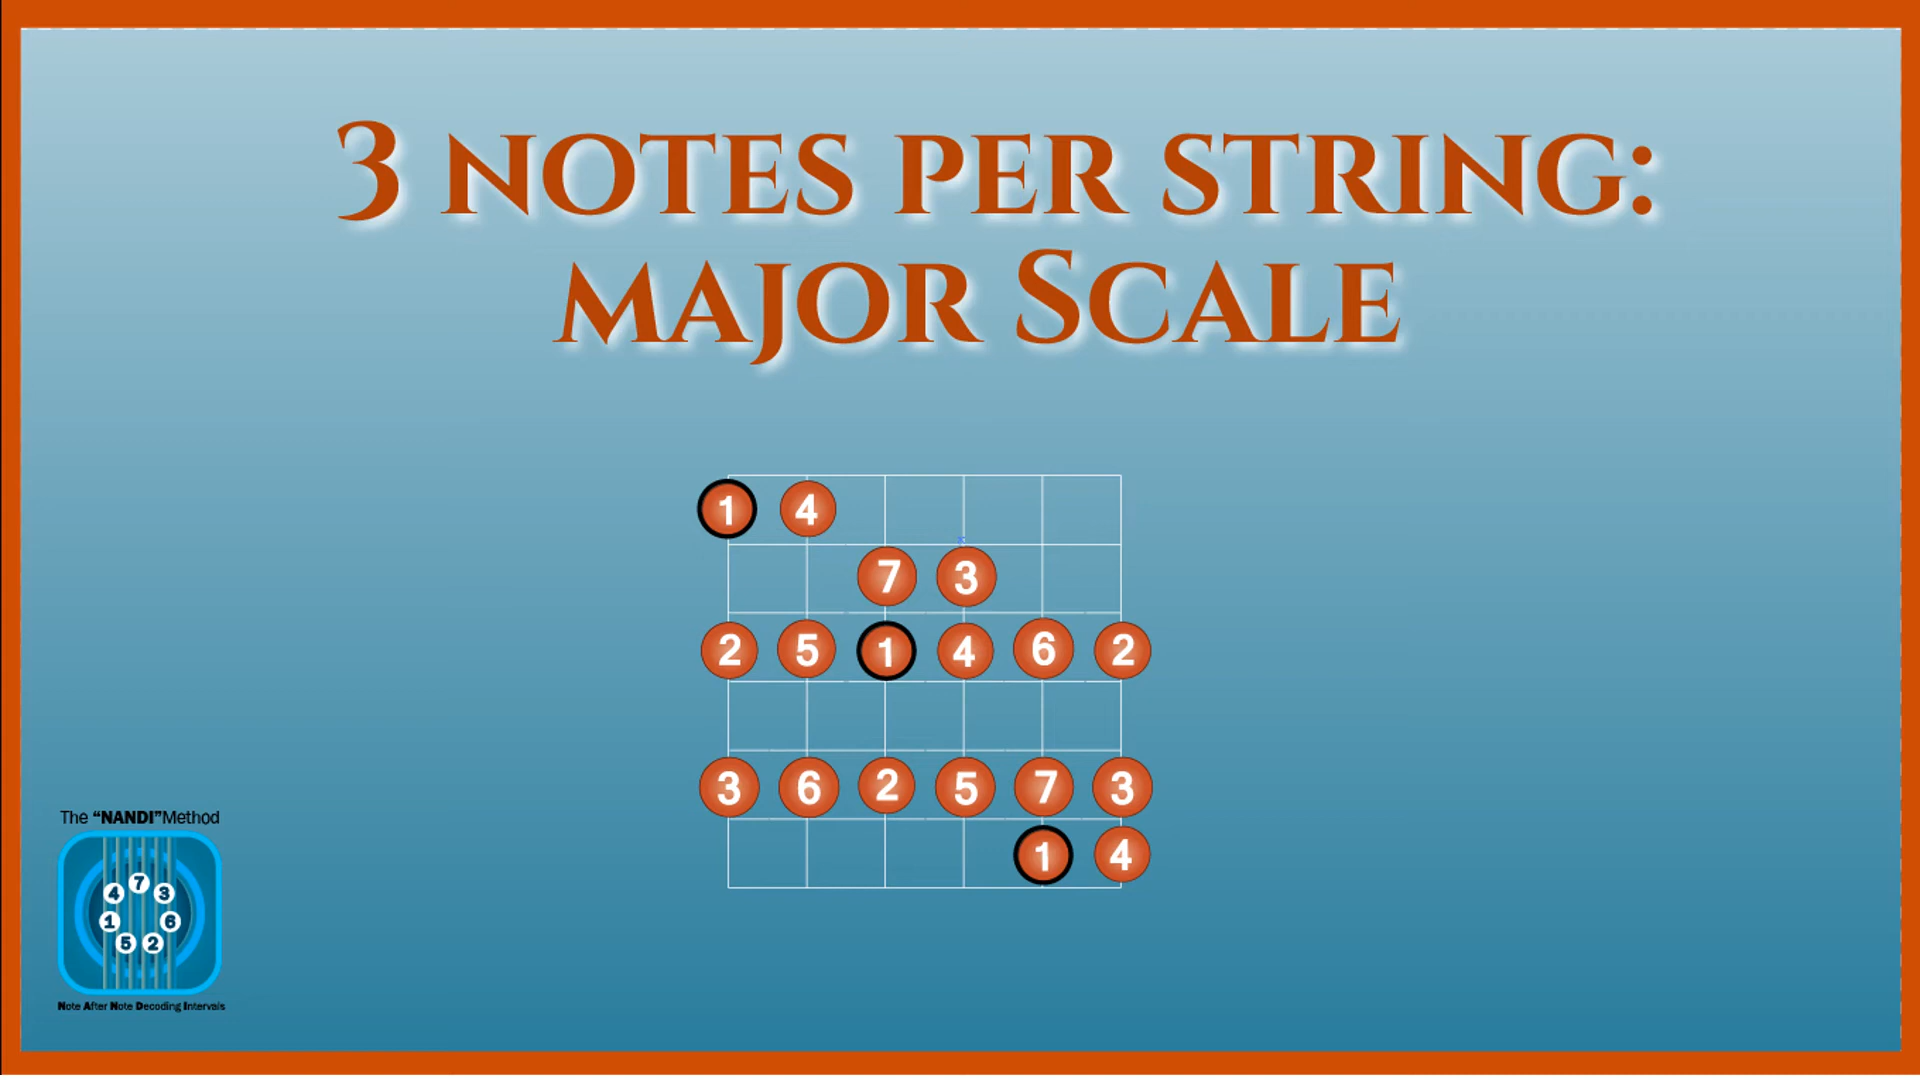 3 NOTES PER STRING:
MAJOR SCALE
1 4
7 3
2 5 1 4 6 2
3 6 2 5 7 3
1 4
The “NANDI”Method
7
4 3
1 6
5 2
Note After Note Decoding Intervals